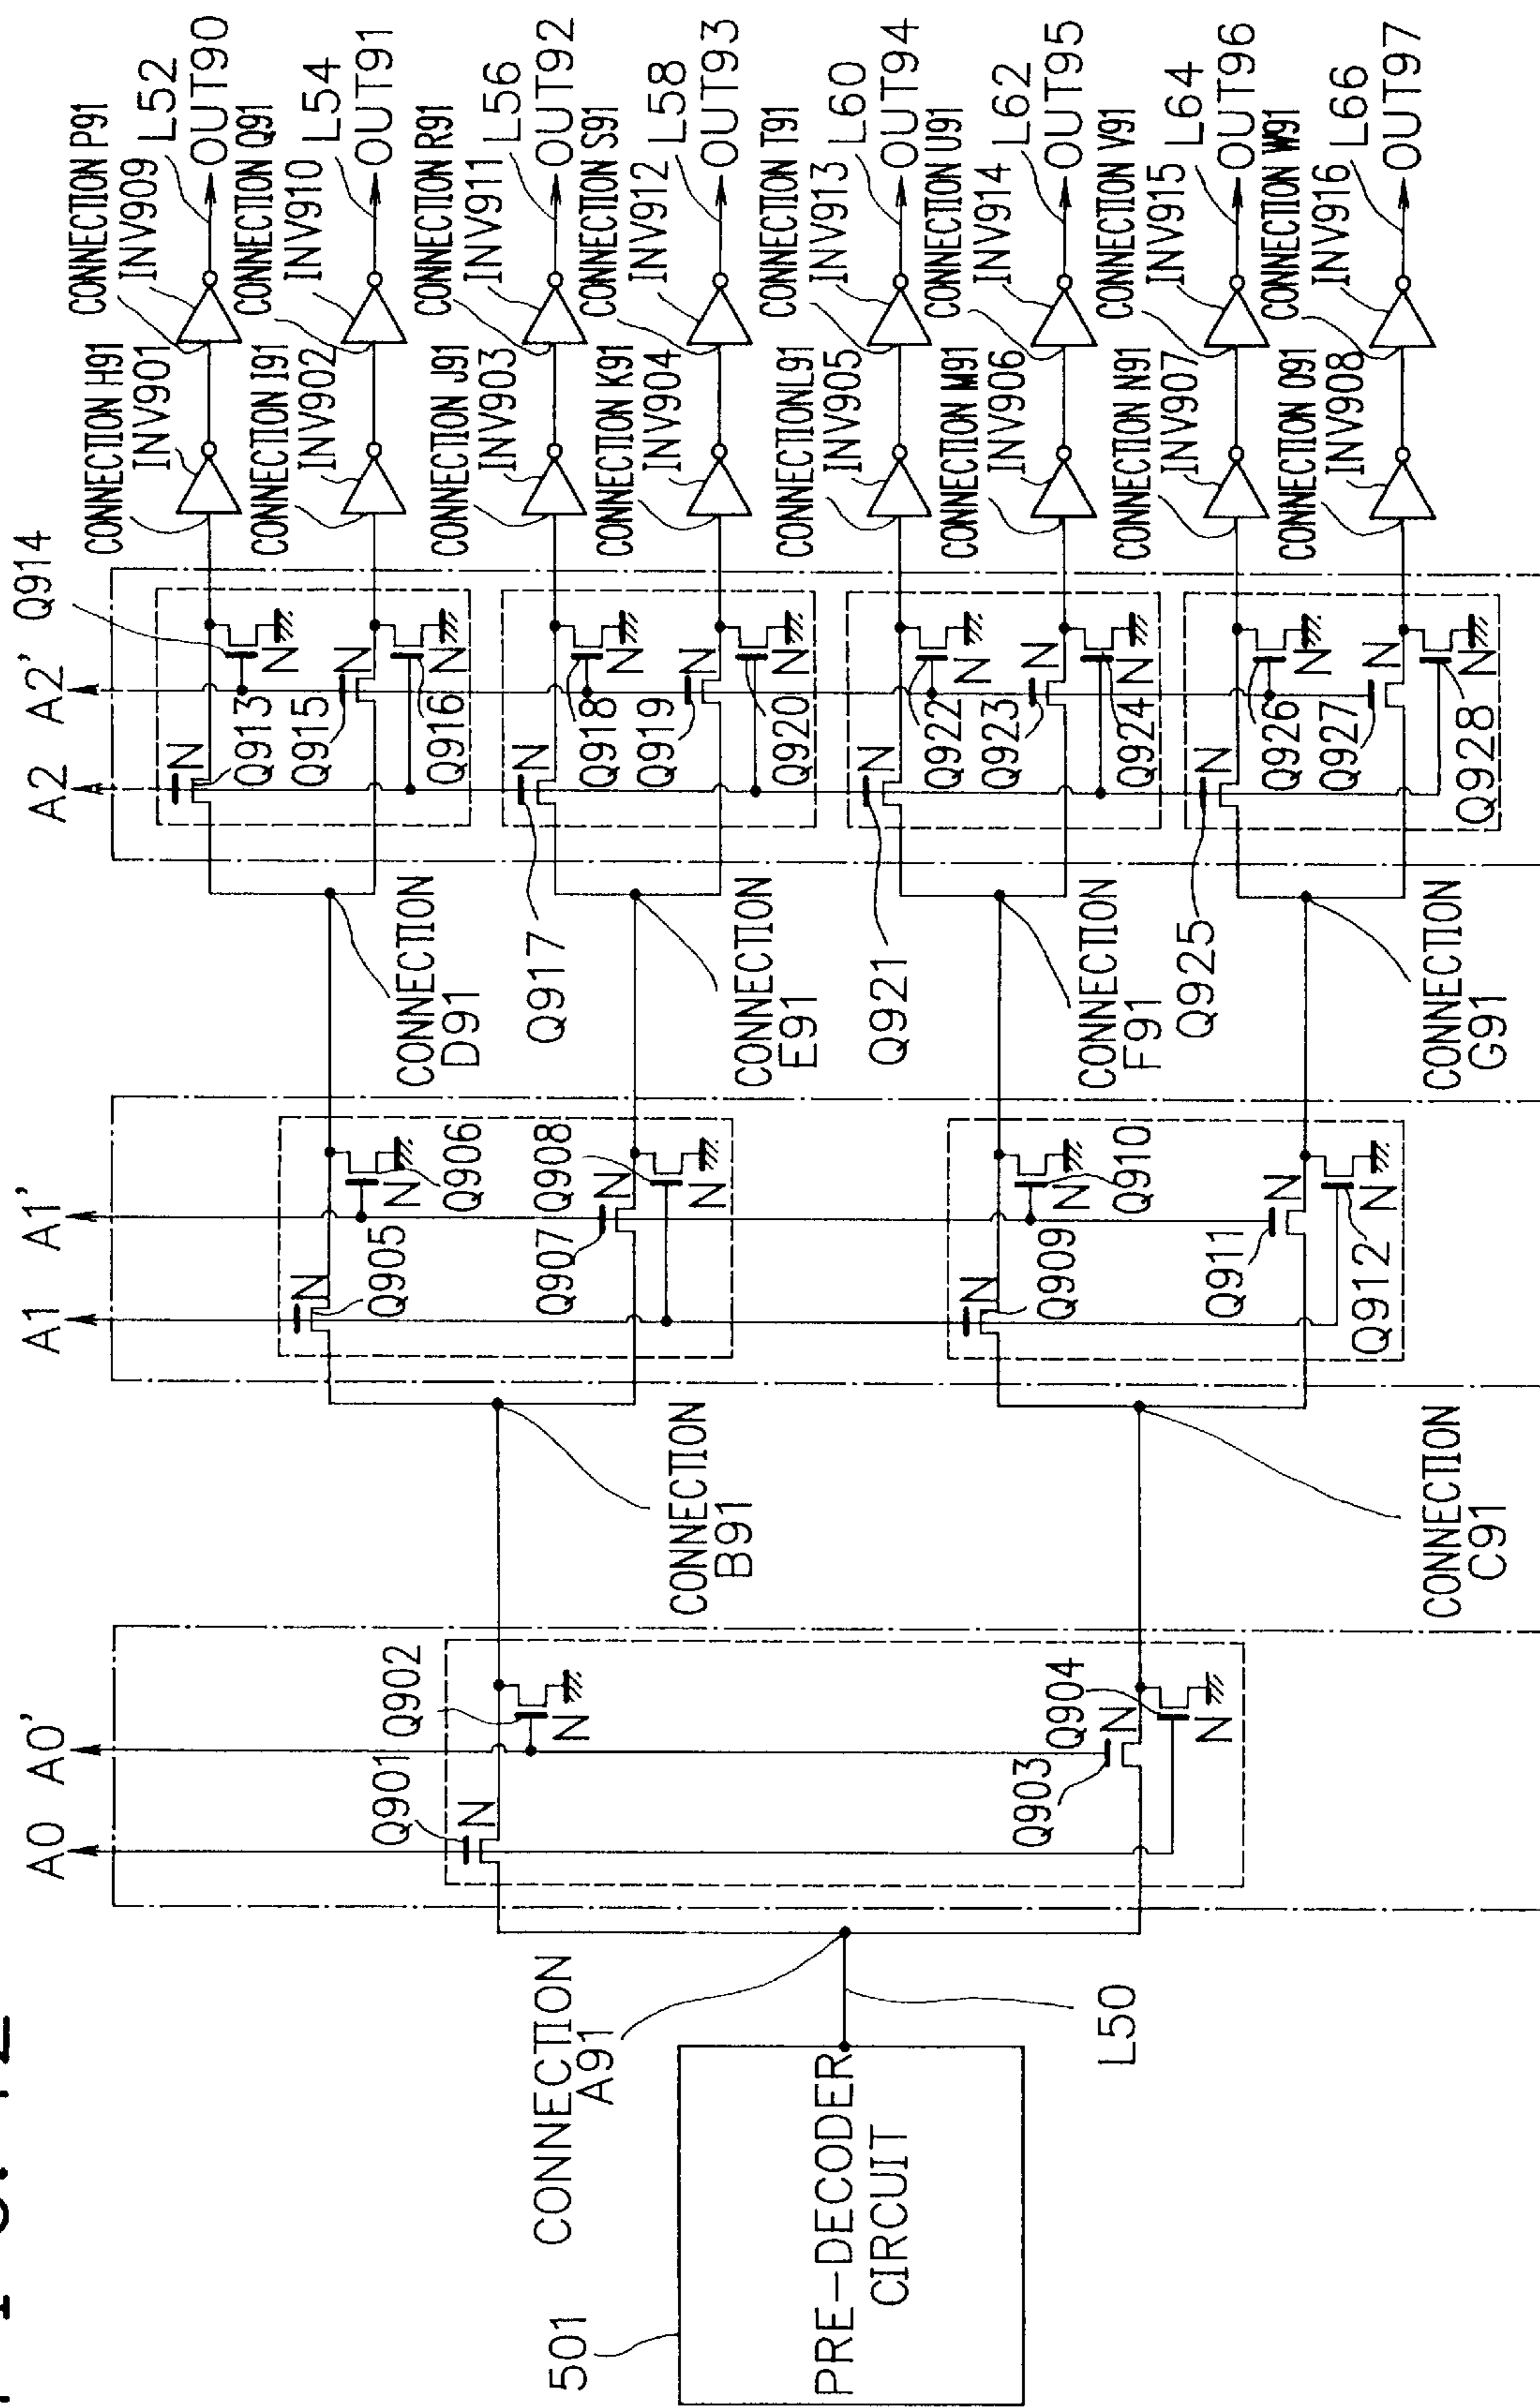 A0
A0'
A1
A1'
A2
A2'
Q914
501
PRE-DECODER
CIRCUIT
L50
CONNECTION
A91
Q901
N
Q902
N
Q903
N
Q904
N
CONNECTION
B91
CONNECTION
C91
Q905
N
Q906
N
Q907
N
Q908
N
Q909
N
Q910
N
Q911
N
Q912
N
CONNECTION
D91
Q917
CONNECTION
E91
Q921
CONNECTION
F91
Q925
CONNECTION
G91
N
Q913
N
Q915
N
Q916
N
N
Q918
N
Q919
N
Q920
N
N
Q922
N
Q923
N
Q924
N
N
Q926
N
Q927
N
Q928
N
CONNECTION H91
INV901
CONNECTION P91
INV909
L52
OUT90
CONNECTION I91
INV902
CONNECTION Q91
INV910
L54
OUT91
CONNECTION J91
INV903
CONNECTION R91
INV911
L56
OUT92
CONNECTION K91
INV904
CONNECTION S91
INV912
L58
OUT93
CONNECTIONL91
INV905
CONNECTION T91
INV913
L60
OUT94
CONNECTION M91
INV906
CONNECTION U91
INV914
L62
OUT95
CONNECTION N91
INV907
CONNECTION V91
INV915
L64
OUT96
CONNECTION O91
INV908
CONNECTION W91
INV916
L66
OUT97